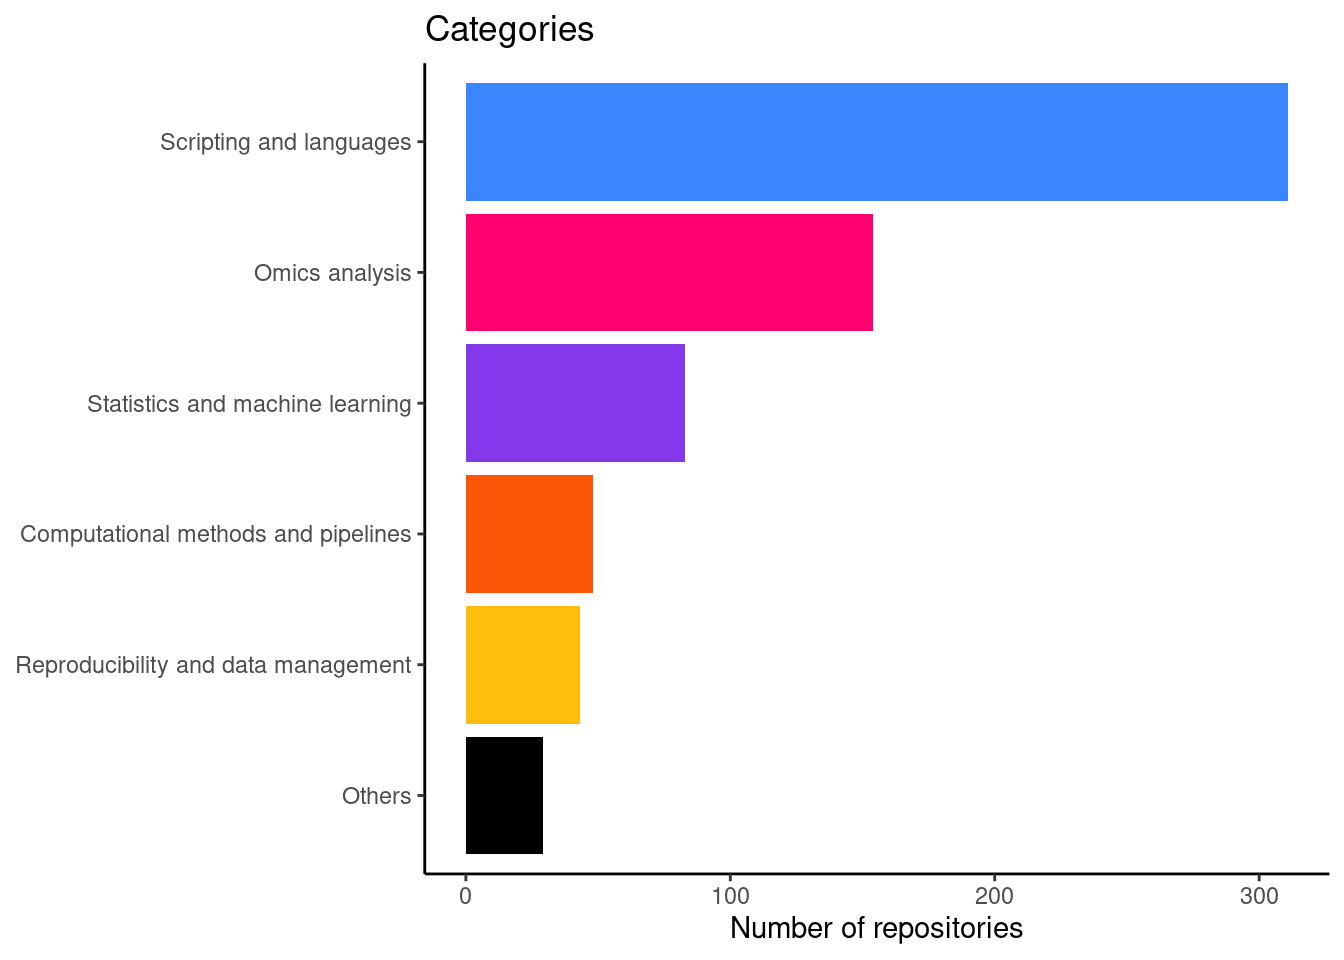 Categories
Scripting and languages
Omics analysis
Statistics and machine learning
Computational methods and pipelines
Reproducibility and data management
Others
0 100 200 300
Number of repositories